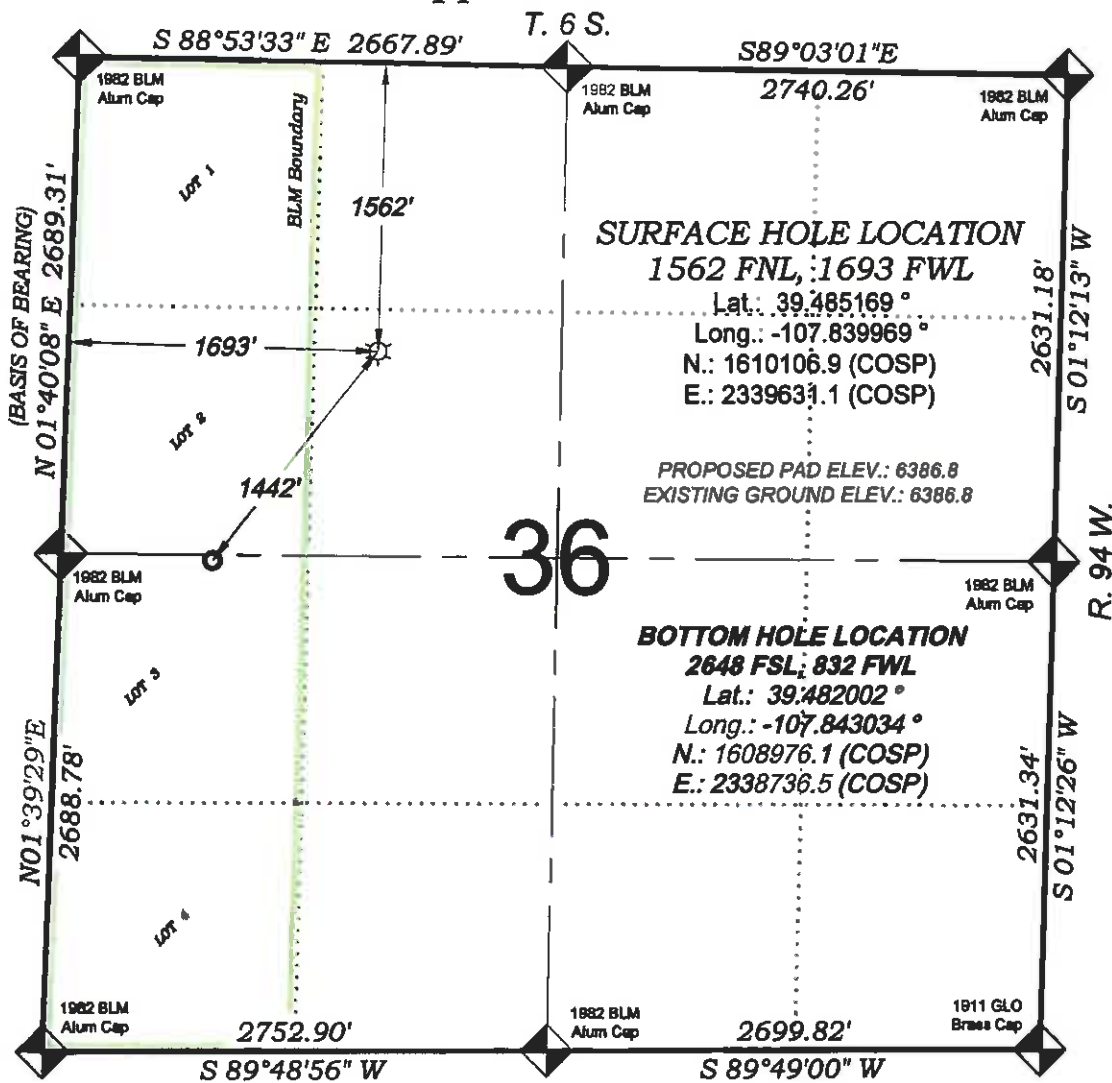 T. 6 S.
S 88°53'33" E 2667.89'
S89°03'01"E
2740.26'
1982 BLM
Alum Cap
1982 BLM
Alum Cap
1982 BLM
Alum Cap
BLM Boundary
LOT 1
1562'
(BASIS OF BEARING)
N 01°40'08" E 2689.31'
SURFACE HOLE LOCATION
1562 FNL, 1693 FWL
Lat.: 39.485169 °
Long.: -107.839969 °
N.: 1610106.9 (COSP)
E.: 2339631.1 (COSP)
2631.18'
S 01°12'13" W
1693'
LOT 2
1442'
PROPOSED PAD ELEV.: 6386.8
EXISTING GROUND ELEV.: 6386.8
36
R. 94 W.
1982 BLM
Alum Cap
1982 BLM
Alum Cap
BOTTOM HOLE LOCATION
2648 FSL, 832 FWL
Lat.: 39.482002 °
Long.: -107.843034 °
N.: 1608976.1 (COSP)
E.: 2338736.5 (COSP)
LOT 3
N01°39'29"E
2688.78'
2631.34'
S 01°12'26" W
LOT 4
1982 BLM
Alum Cap
2752.90'
S 89°48'56" W
1982 BLM
Alum Cap
2699.82'
S 89°49'00" W
1911 GLO
Brass Cap